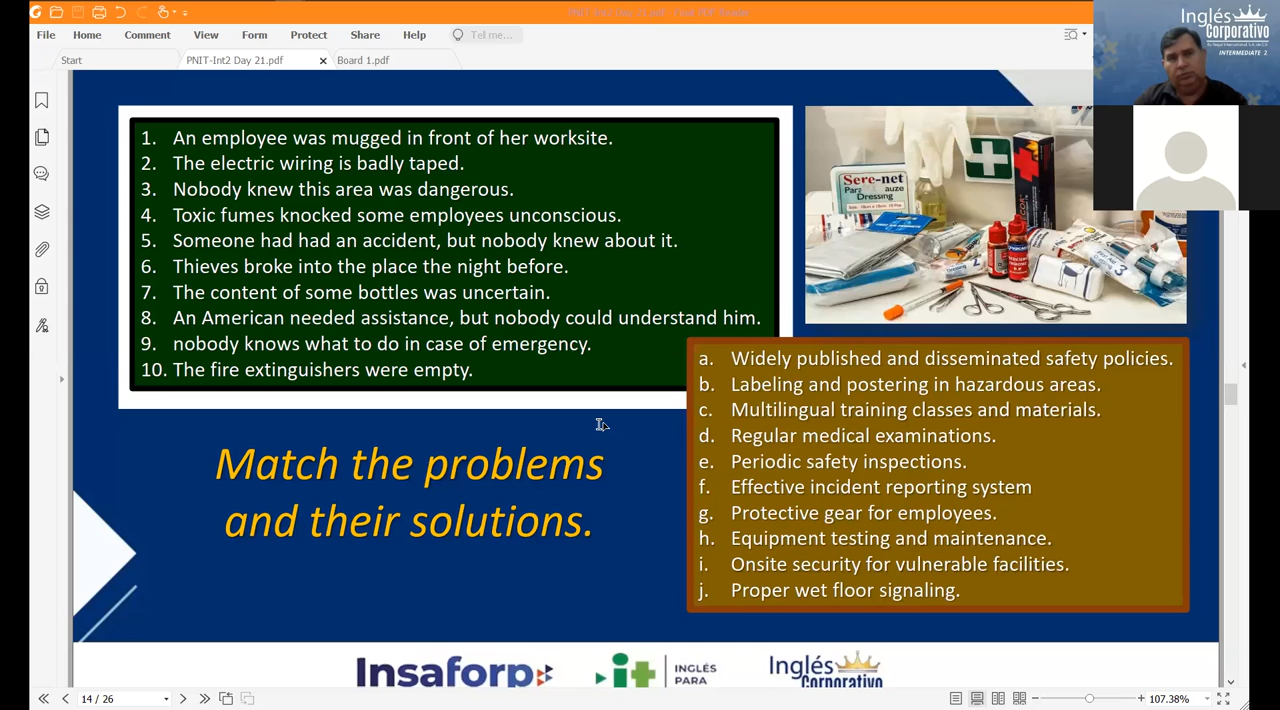 File Home Comment View Form Protect Share Help Tell me...
Start PNIT-Int2 Day 21.pdf Board 1.pdf
Inglés
Corporativo
INTERMEDIATE 2
1. An employee was mugged in front of her worksite.
2. The electric wiring is badly taped.
3. Nobody knew this area was dangerous.
4. Toxic fumes knocked some employees unconscious.
5. Someone had had an accident, but nobody knew about it.
6. Thieves broke into the place the night before.
7. The content of some bottles was uncertain.
8. An American needed assistance, but nobody could understand him.
9. nobody knows what to do in case of emergency.
10. The fire extinguishers were empty.
Sere-net
Dressing
a. Widely published and disseminated safety policies.
b. Labeling and postering in hazardous areas.
c. Multilingual training classes and materials.
d. Regular medical examinations.
e. Periodic safety inspections.
f. Effective incident reporting system
g. Protective gear for employees.
h. Equipment testing and maintenance.
i. Onsite security for vulnerable facilities.
j. Proper wet floor signaling.
Match the problems
and their solutions.
Insaforp
it
INGLÉS
PARA
Inglés
Corporativo
14 / 26
107.38%